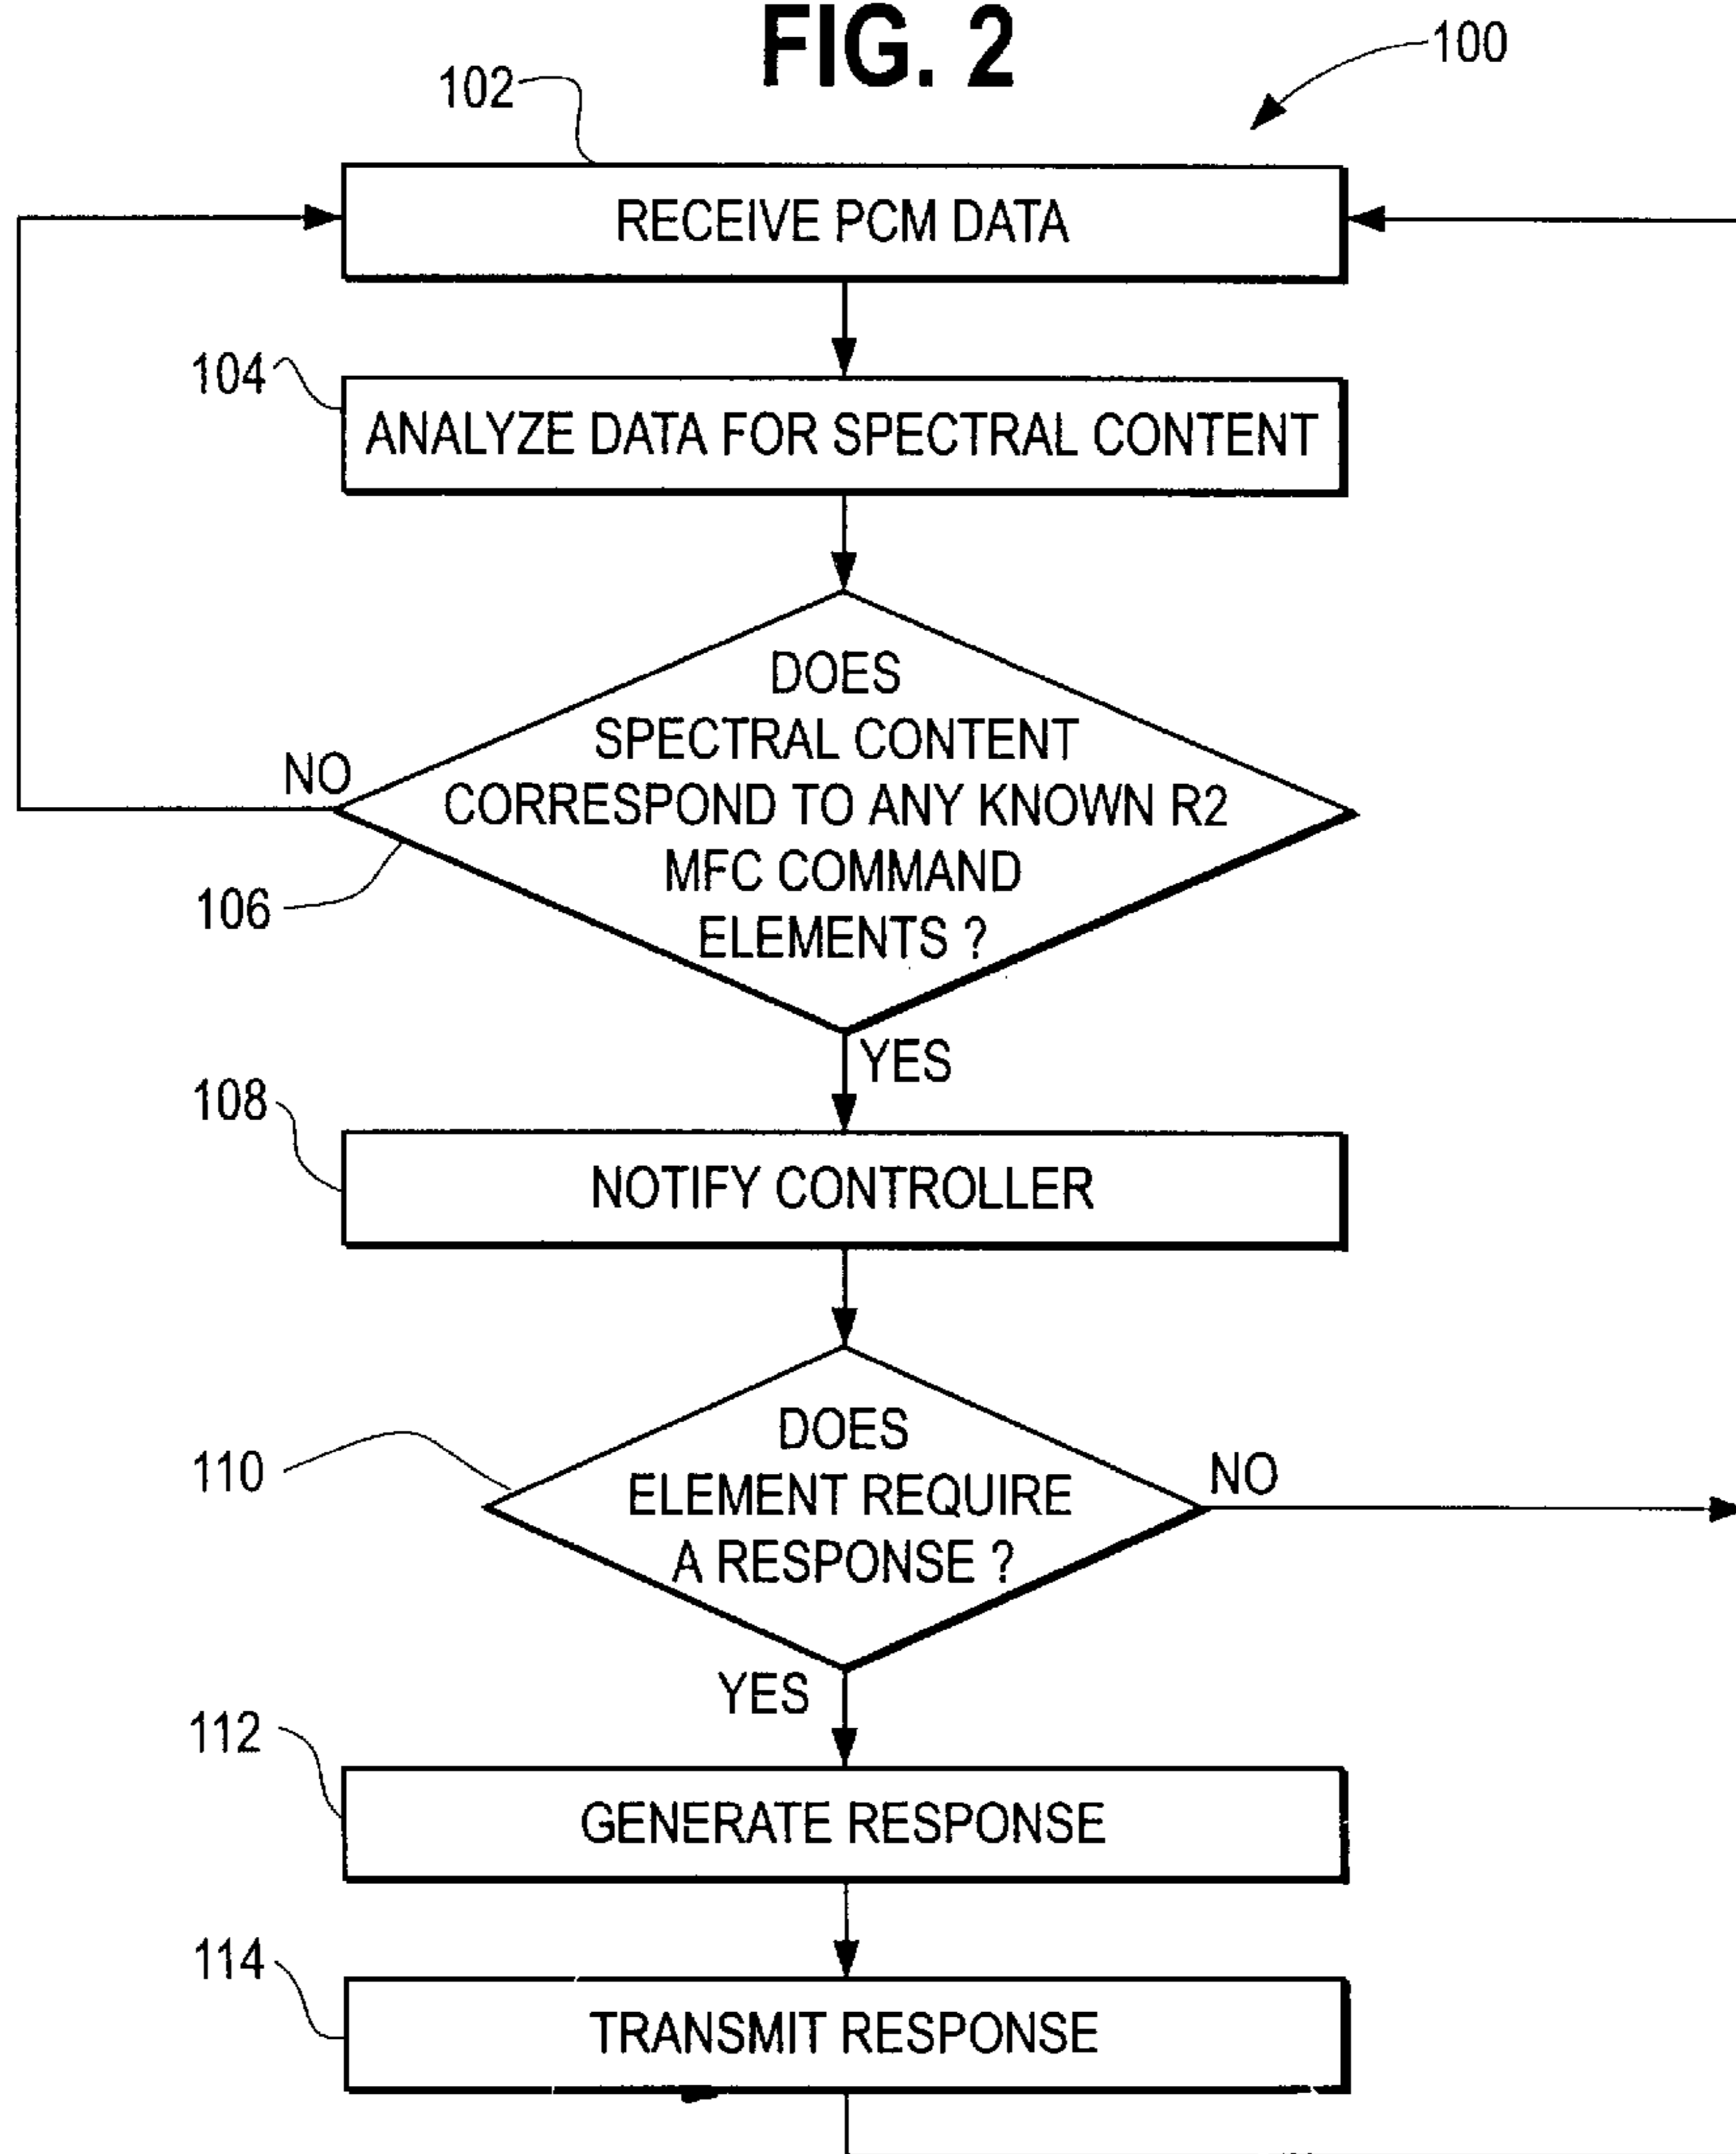 FIG. 2
100
102
RECEIVE PCM DATA
104
ANALYZE DATA FOR SPECTRAL CONTENT
DOES
SPECTRAL CONTENT
CORRESPOND TO ANY KNOWN R2
MFC COMMAND
ELEMENTS ?
NO
106
YES
108
NOTIFY CONTROLLER
110
DOES
ELEMENT REQUIRE
A RESPONSE ?
NO
YES
112
GENERATE RESPONSE
114
TRANSMIT RESPONSE